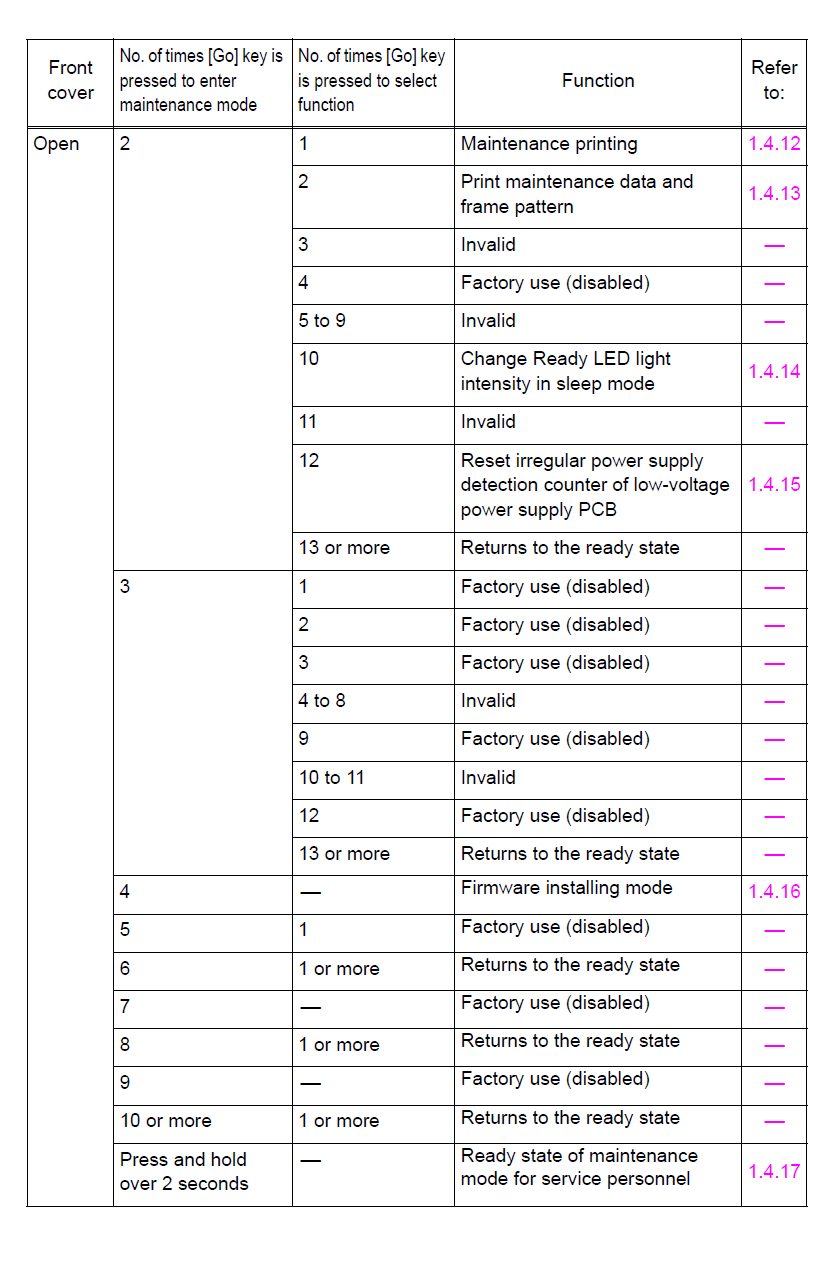 Front
cover
No. of times [Go] key is
pressed to enter
maintenance mode
No. of times [Go] key
is pressed to select
function
Function
Refer
to:
Open
2
1
Maintenance printing
1.4.12
2
Print maintenance data and
frame pattern
1.4.13
3
Invalid
—
4
Factory use (disabled)
—
5 to 9
Invalid
—
10
Change Ready LED light
intensity in sleep mode
1.4.14
11
Invalid
—
12
Reset irregular power supply
detection counter of low-voltage
power supply PCB
1.4.15
13 or more
Returns to the ready state
—
3
1
Factory use (disabled)
—
2
Factory use (disabled)
—
3
Factory use (disabled)
—
4 to 8
Invalid
—
9
Factory use (disabled)
—
10 to 11
Invalid
—
12
Factory use (disabled)
—
13 or more
Returns to the ready state
—
4
—
Firmware installing mode
1.4.16
5
1
Factory use (disabled)
—
6
1 or more
Returns to the ready state
—
7
—
Factory use (disabled)
—
8
1 or more
Returns to the ready state
—
9
—
Factory use (disabled)
—
10 or more
1 or more
Returns to the ready state
—
Press and hold
over 2 seconds
—
Ready state of maintenance
mode for service personnel
1.4.17